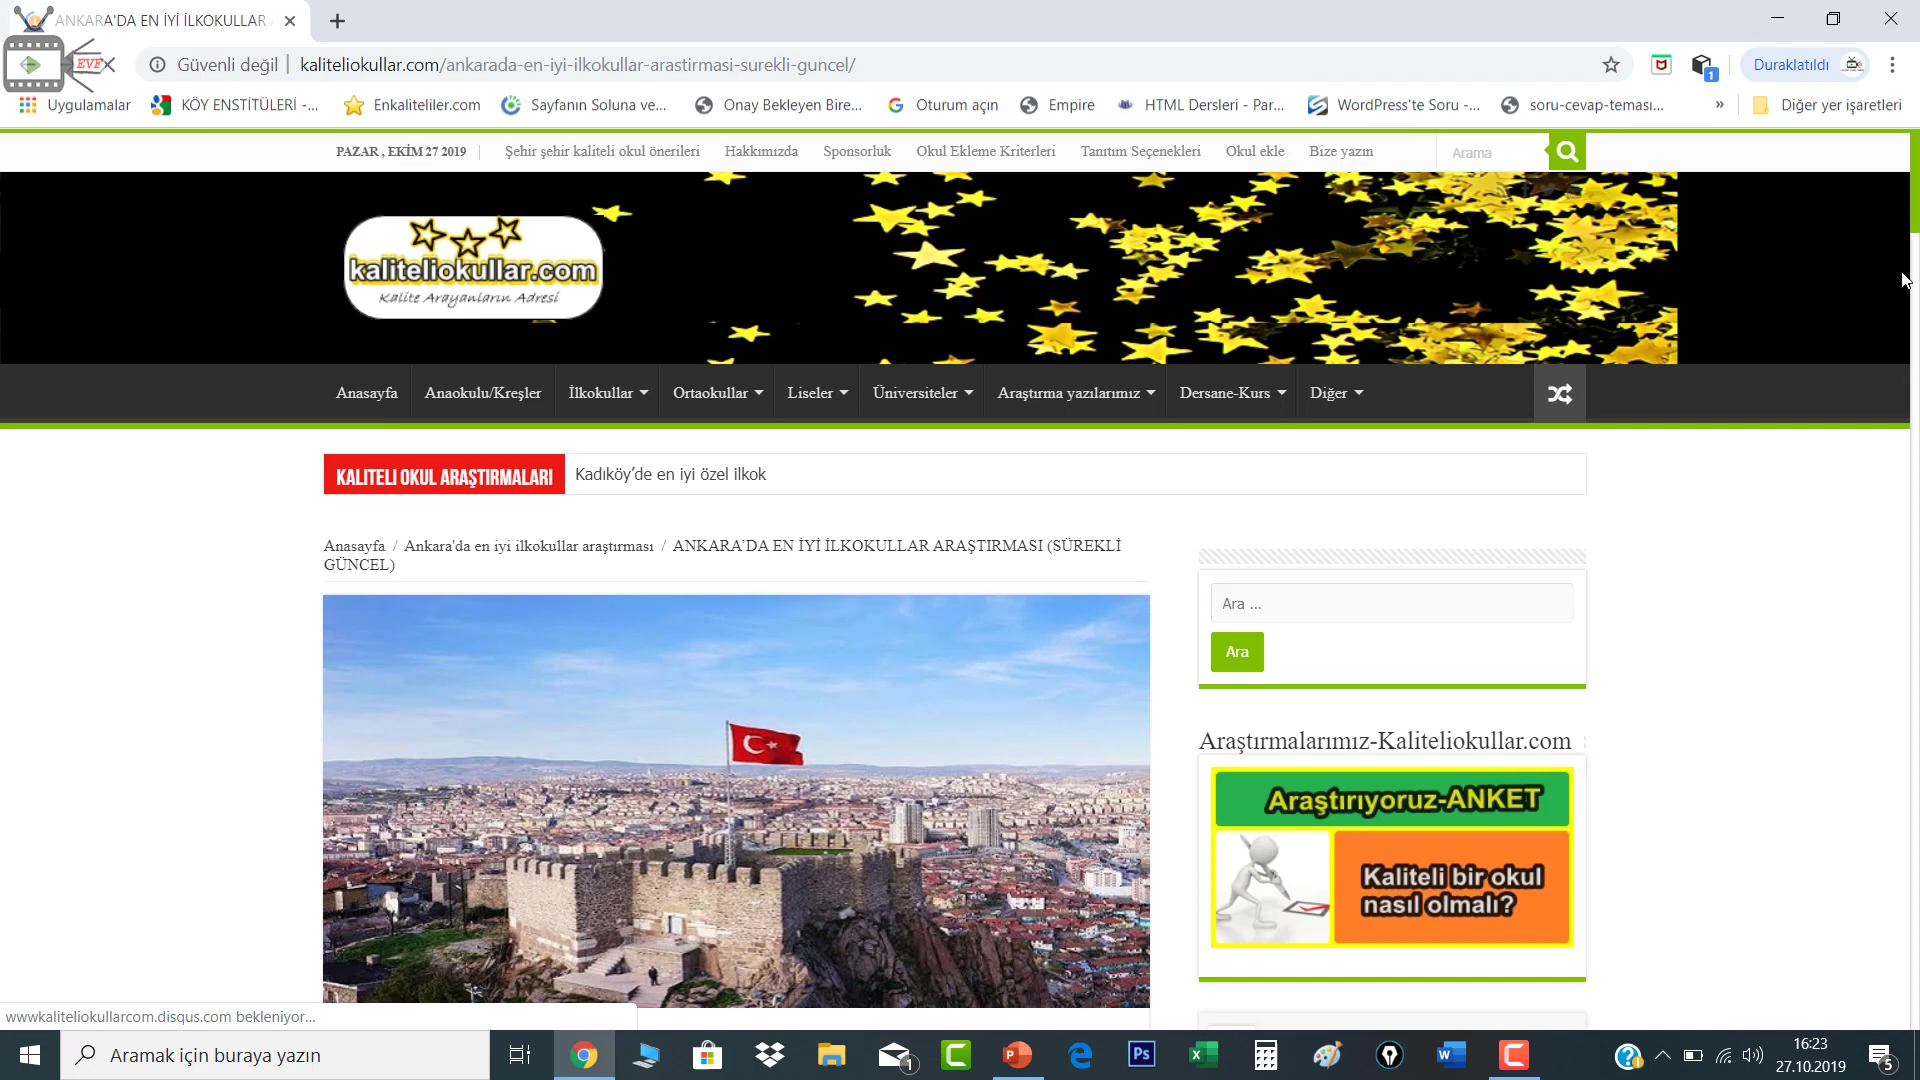 ANKARA'DA EN İYİ İLKOKULLAR
EVF
Güvenli değil | kaliteliokullar.com/ankarada-en-iyi-ilkokullar-arastirmasi-surekli-guncel/
1
Duraklatıldı
Uygulamalar
KÖY ENSTİTÜLERİ -...
Enkaliteliler.com
Sayfanın Soluna ve...
Onay Bekleyen Bire...
Oturum açın
Empire
HTML Dersleri - Par...
WordPress'te Soru -...
soru-cevap-teması...
»
Diğer yer işaretleri
PAZAR , EKİM 27 2019
Şehir şehir kaliteli okul önerileri
Hakkımızda
Sponsorluk
Okul Ekleme Kriterleri
Tanıtım Seçenekleri
Okul ekle
Bize yazın
Arama
kaliteliokullar.com
Kalite Arayanların Adresi
Anasayfa
Anaokulu/Kreşler
İlkokullar
Ortaokullar
Liseler
Üniversiteler
Araştırma yazılarımız
Dersane-Kurs
Diğer
KALITELI OKUL ARAŞTIRMALARI
Kadıköy’de en iyi özel ilkok
Anasayfa / Ankara'da en iyi ilkokullar araştırması / ANKARA’DA EN İYİ İLKOKULLAR ARAŞTIRMASI (SÜREKLİ
GÜNCEL)
Ara ...
Ara
Araştırmalarımız-Kaliteliokullar.com
Araştırıyoruz-ANKET
Kaliteli bir okul
nasıl olmalı?
wwwkaliteliokullarcom.disqus.com bekleniyor...
Aramak için buraya yazın
1
16:23
27.10.2019
5